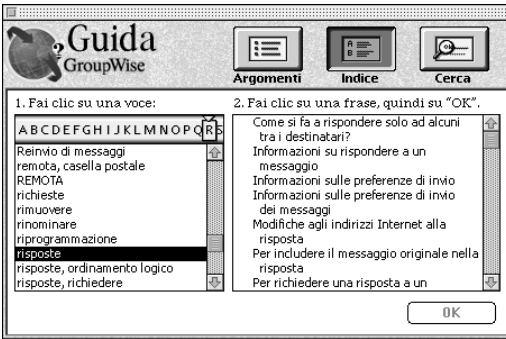 Guida
GroupWise
Argomenti
Indice
Cerca
1. Fai clic su una voce:
2. Fai clic su una frase, quindi su “OK”.
A B C D E F G H I J K L M N O P Q R S
Reinvio di messaggi
remota, casella postale
REMOTA
richieste
rimuovere
rinominare
riprogrammazione
risposte
risposte, ordinamento logico
risposte, richiedere
Come si fa a rispondere solo ad alcuni
tra i destinatari?
Informazioni su rispondere a un
messaggio
Informazioni sulle preferenze di invio
Informazioni sulle preferenze di invio
dei messaggi
Modifiche agli indirizzi Internet alla
risposta
Per includere il messaggio originale nella
risposta
Per richiedere una risposta a un
OK